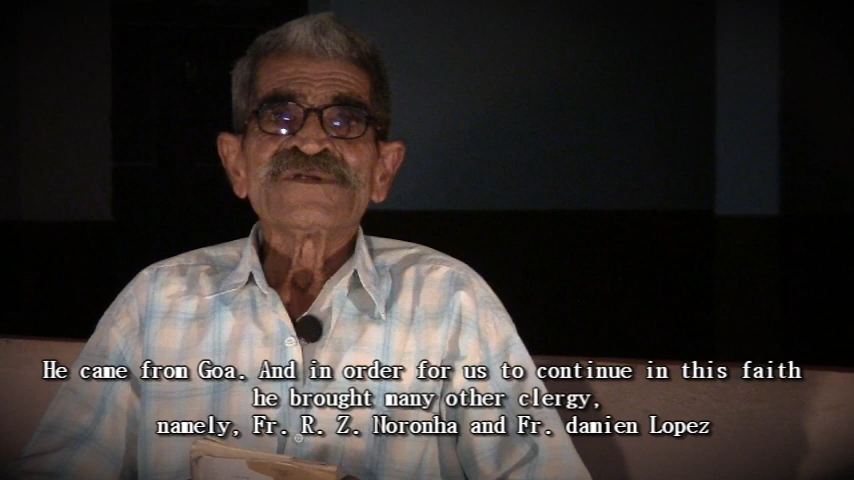 He came from Goa. And in order for us to continue in this faith
he brought many other clergy,
namely, Fr. R. Z. Noronha and Fr. damien Lopez